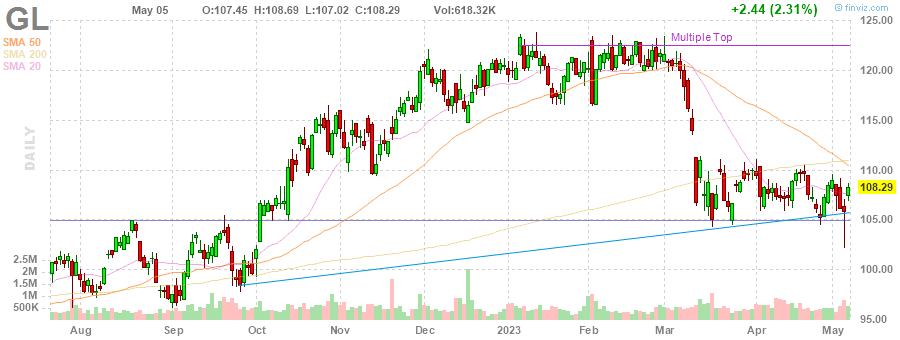 © finviz.com
GL May 05 O:107.45 H:108.69 L:107.02 C:108.29 Vol:618.32K +2.44 (2.31%)
SMA 50
SMA 200
SMA 20
Multiple Top
DAILY
125.00
120.00
115.00
110.00
108.29
105.00
100.00
95.00
2.5M
2M
1.5M
1M
500K
Aug Sep Oct Nov Dec 2023 Feb Mar Apr May